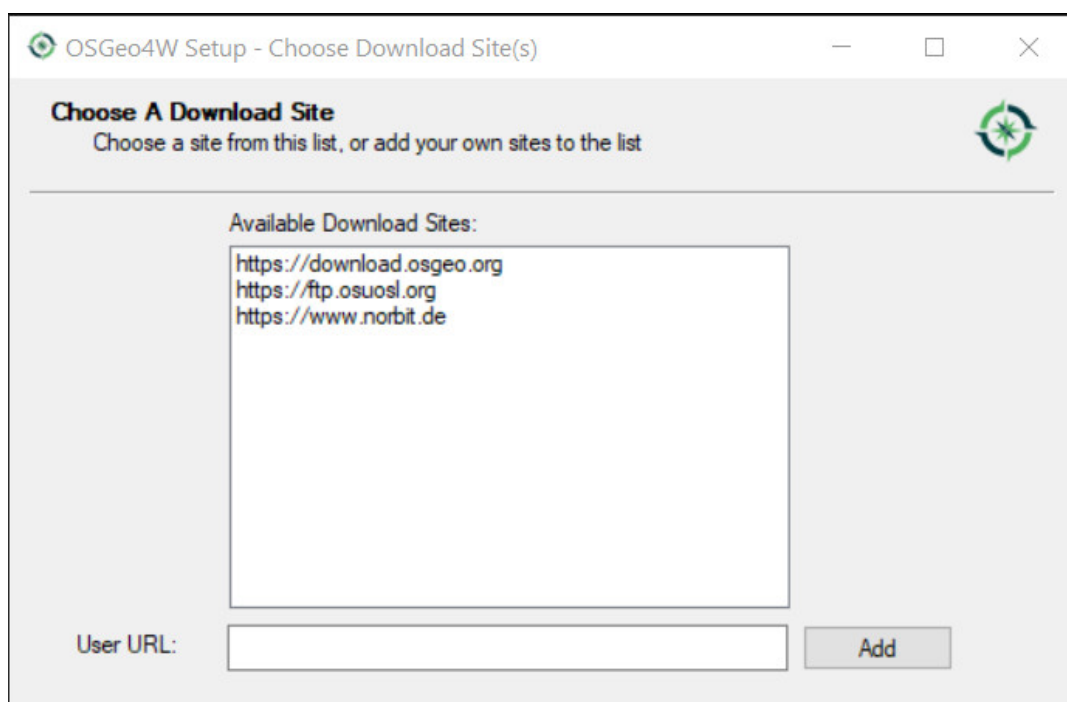 OSGeo4W Setup - Choose Download Site(s)
Choose A Download Site
Choose a site from this list, or add your own sites to the list
Available Download Sites:
https://download.osgeo.org
https://ftp.osuosl.org
https://www.norbit.de
User URL:
Add